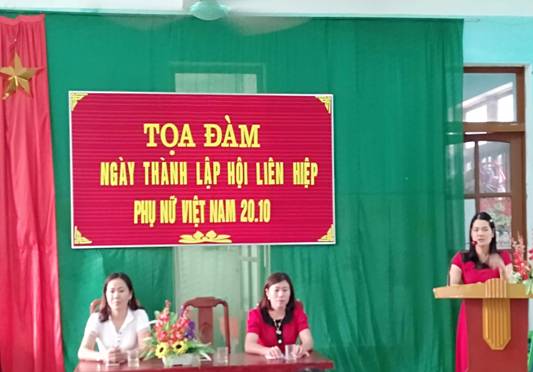 TỌA ĐÀM
NGÀY THÀNH LẬP HỘI LIÊN HIỆP
PHỤ NỮ VIỆT NAM 20.10